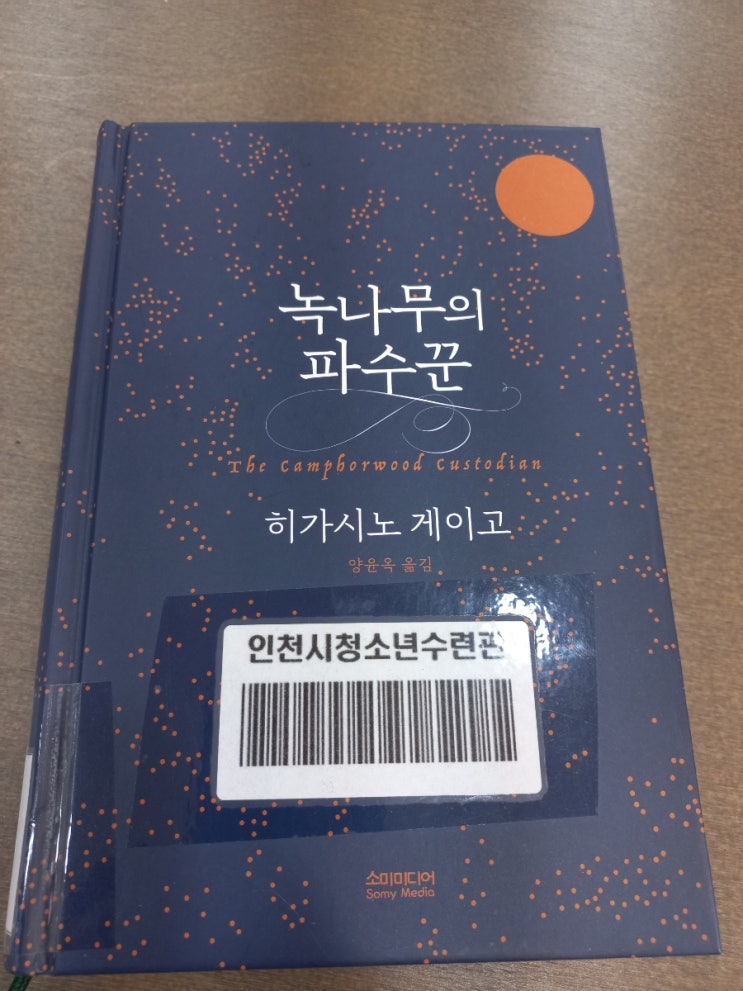 녹나무의
파수꾼
The Camphorwood Custodian
히가시노 게이고
양윤옥 옮김
인천시청소년수련관
소미미디어
Somy Media